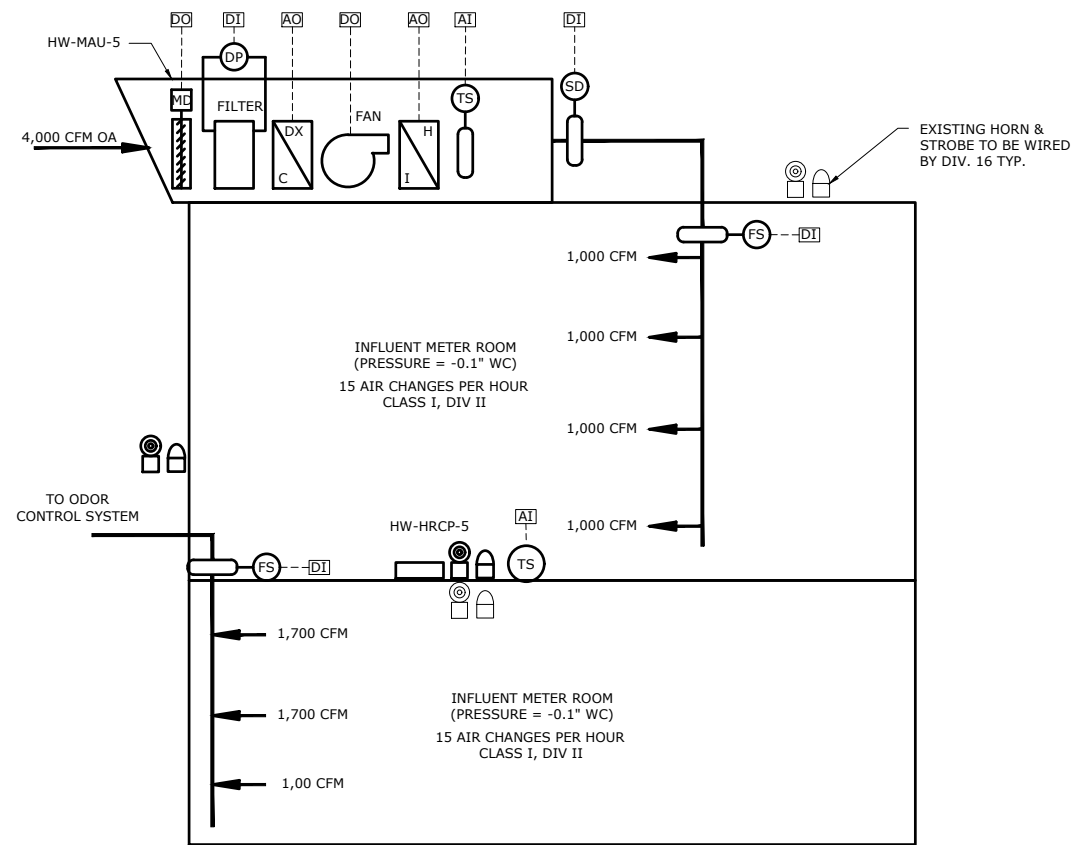 DO
DI
AO
DO
AO
AI
DI
HW-MAU-5
DP
MD
FILTER
FAN
TS
SD
4,000 CFM OA
DX
C
H
I
EXISTING HORN &
STROBE TO BE WIRED
BY DIV. 16 TYP.
FS
DI
1,000 CFM
1,000 CFM
INFLUENT METER ROOM
(PRESSURE = -0.1" WC)
15 AIR CHANGES PER HOUR
CLASS I, DIV II
1,000 CFM
TO ODOR
CONTROL SYSTEM
HW-HRCP-5
AI
1,000 CFM
FS
DI
TS
1,700 CFM
INFLUENT METER ROOM
(PRESSURE = -0.1" WC)
15 AIR CHANGES PER HOUR
CLASS I, DIV II
1,700 CFM
1,00 CFM